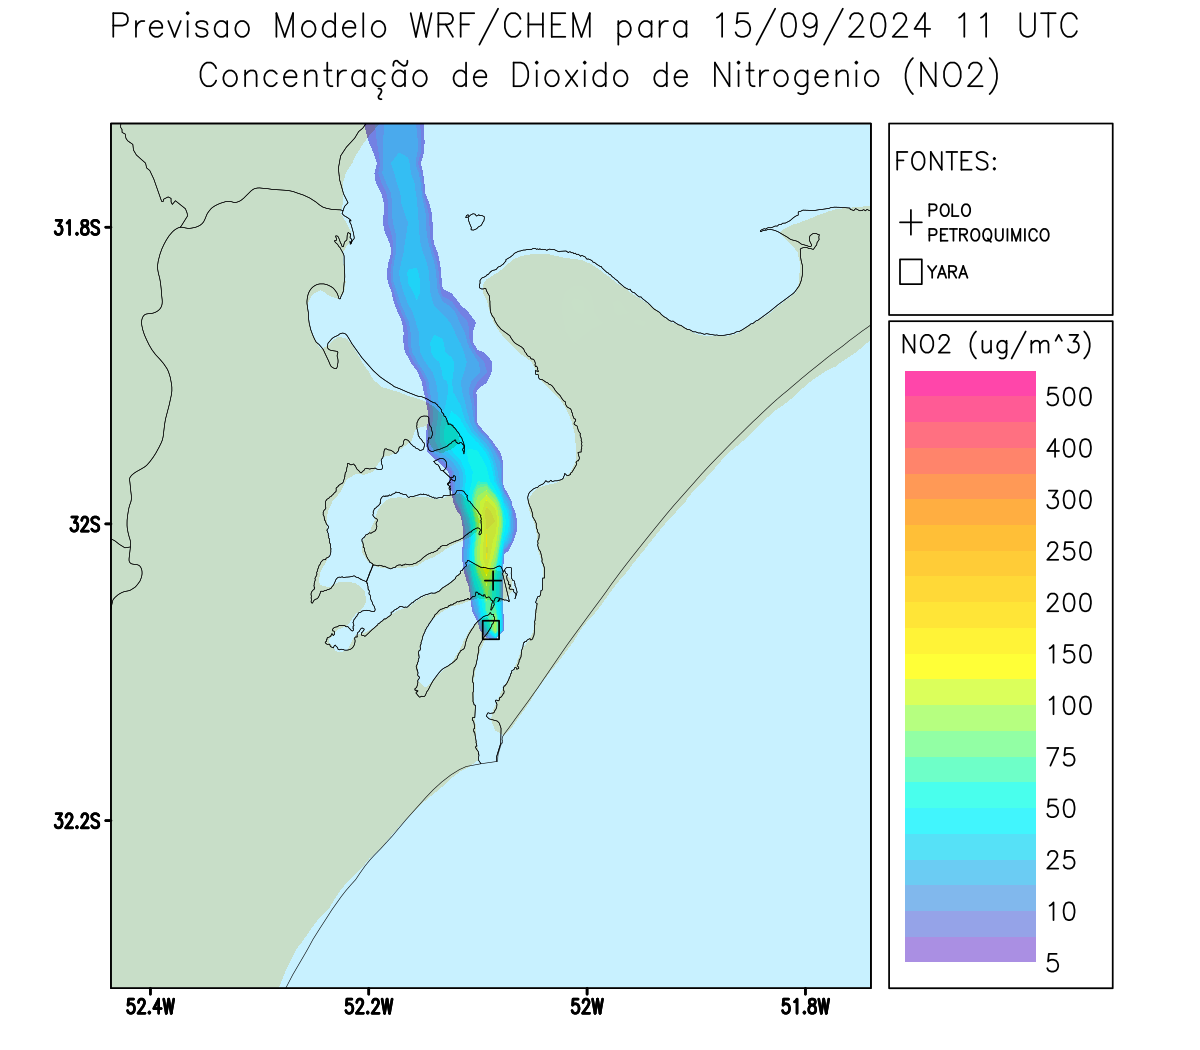 Previsao Modelo WRF/CHEM para 15/09/2024 11 UTC
Concentração de Dioxido de Nitrogenio (NO2)
FONTES:
POLO
PETROQUIMICO
YARA
NO2 (ug/m^3)
500
400
300
250
200
150
100
75
50
25
10
5
31.8S
32S
32.2S
52.4W
52.2W
52W
51.8W